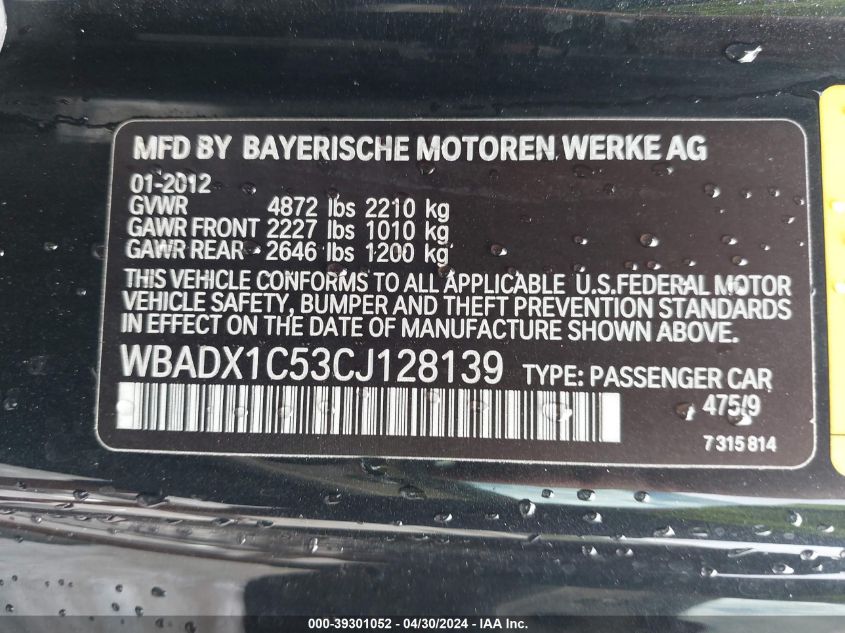 MFD BY BAYERISCHE MOTOREN WERKE AG
01-2012
GVWR 4872 lbs 2210 kg
GAWR FRONT 2227 lbs 1010 kg
GAWR REAR - 2646 lbs 1200 kg
THIS VEHICLE CONFORMS TO ALL APPLICABLE U.S.FEDERAL MOTOR
VEHICLE SAFETY, BUMPER AND THEFT PREVENTION STANDARDS
IN EFFECT ON THE DATE OF MANUFACTURE SHOWN ABOVE.
WBADX1C53CJ128139 TYPE: PASSENGER CAR
475/9
7 315 814
000-39301052 - 04/30/2024 - IAA Inc.